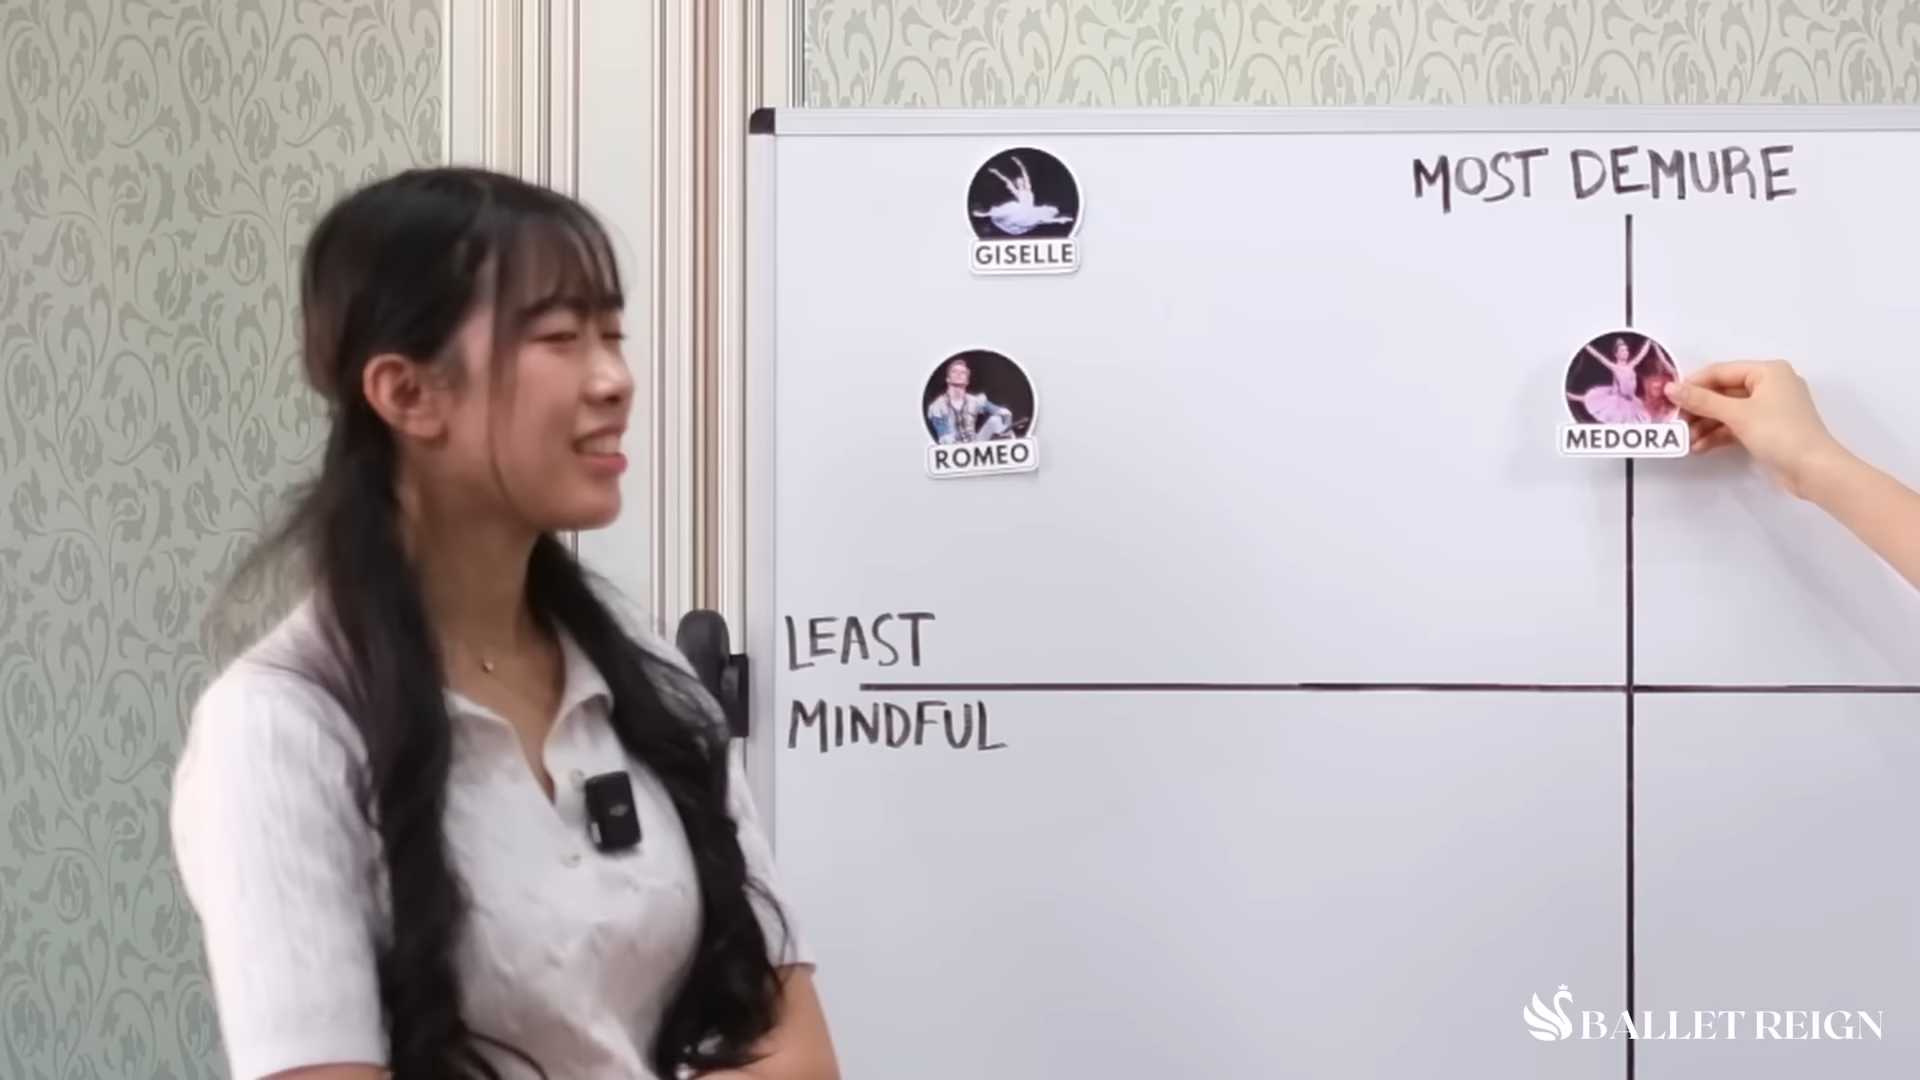 MOST DEMURE
GISELLE
ROMEO
MEDORA
LEAST
MINDFUL
BALLET REIGN